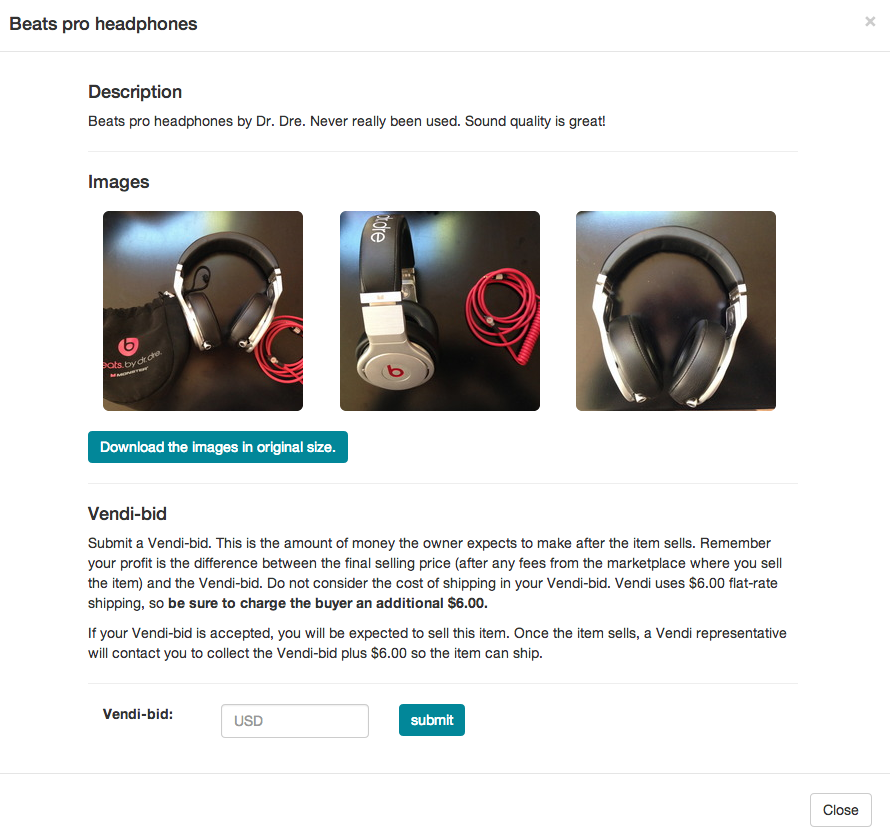 Beats pro headphones
×
Description
Beats pro headphones by Dr. Dre. Never really been used. Sound quality is great!
Images
eats.by dr.dre.
MONSTER
r.dre
b
Download the images in original size.
Vendi-bid
Submit a Vendi-bid. This is the amount of money the owner expects to make after the item sells. Remember
your profit is the difference between the final selling price (after any fees from the marketplace where you sell
the item) and the Vendi-bid. Do not consider the cost of shipping in your Vendi-bid. Vendi uses $6.00 flat-rate
shipping, so be sure to charge the buyer an additional $6.00.
If your Vendi-bid is accepted, you will be expected to sell this item. Once the item sells, a Vendi representative
will contact you to collect the Vendi-bid plus $6.00 so the item can ship.
Vendi-bid:
USD
submit
Close